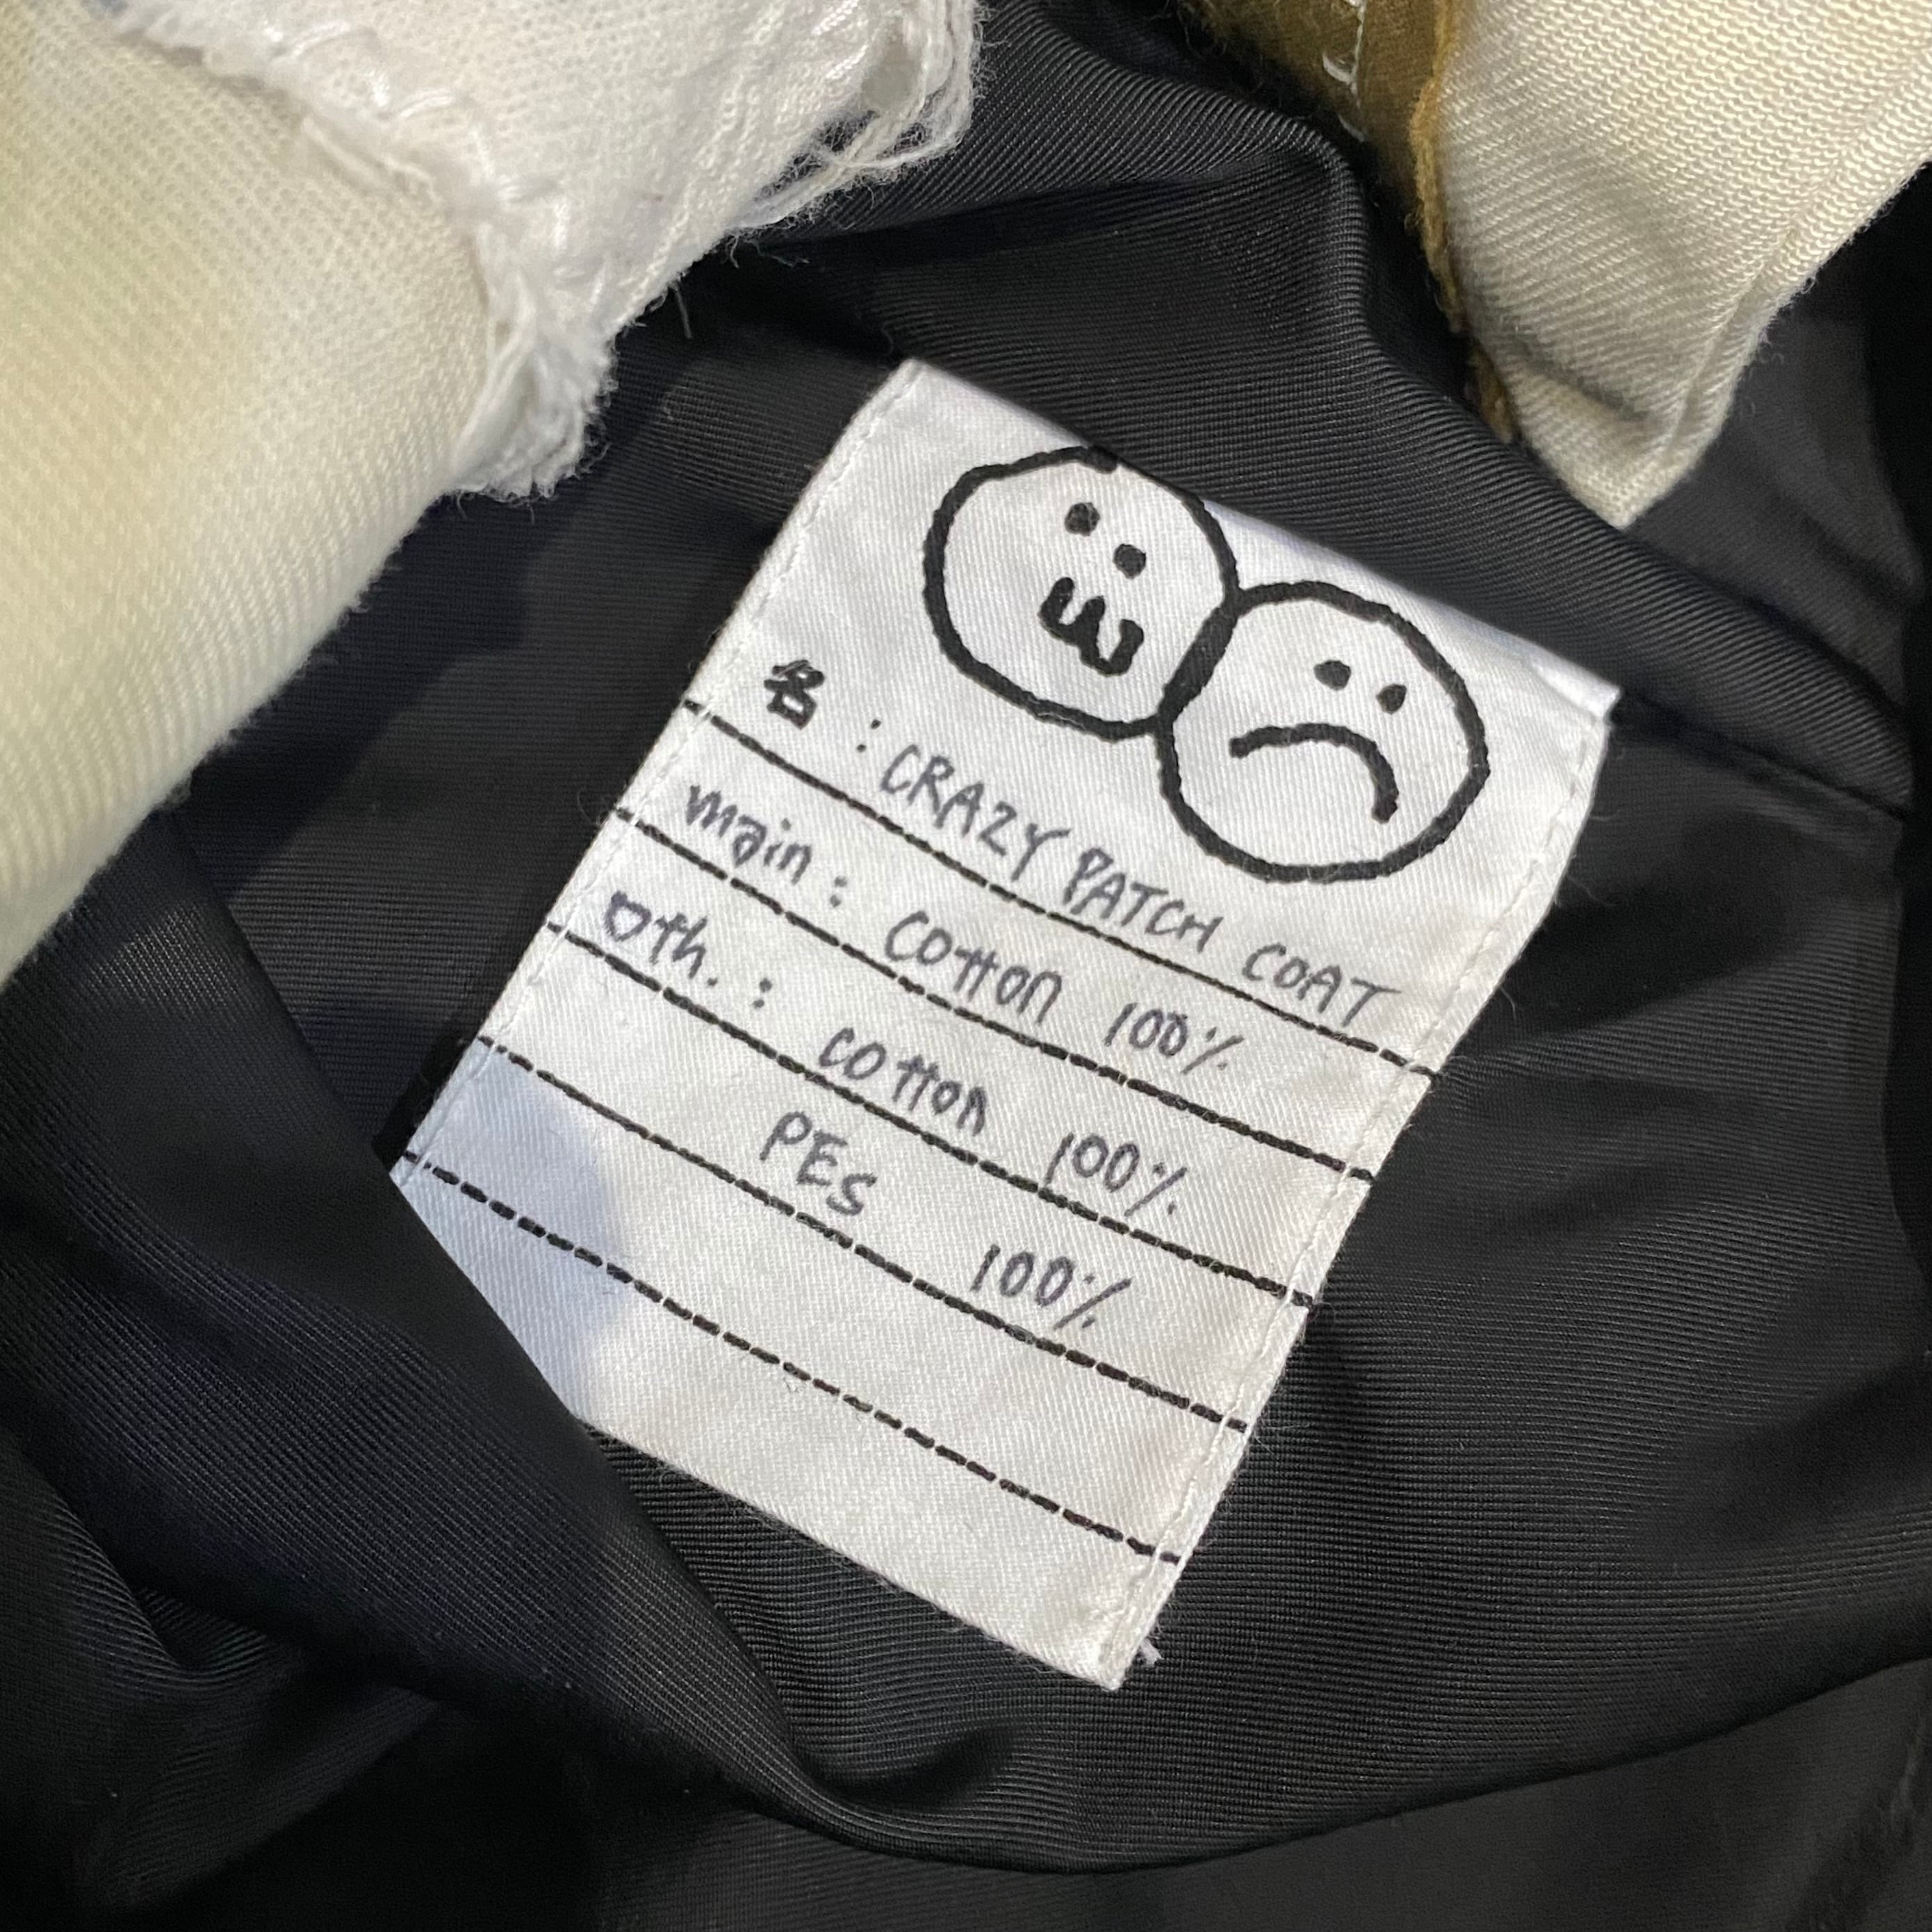 名 : CRAZY PATCH COAT
main : cotton 100%
oth. : cotton 100%
PES 100%